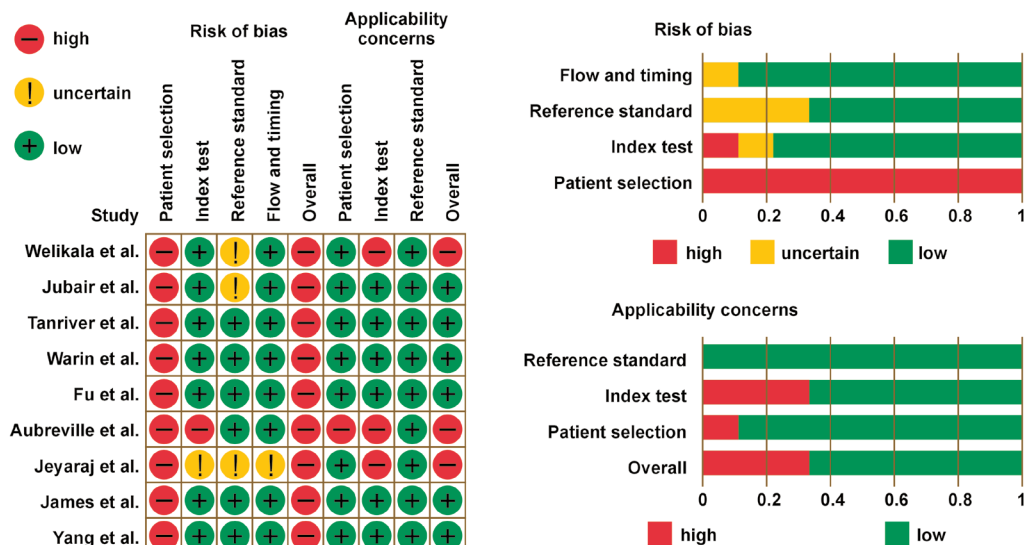 high
uncertain
low
Risk of bias
Applicability
concerns
Study
Patient selection
Index test
Reference standard
Flow and timing
Overall
Patient selection
Index test
Reference standard
Overall
Welikala et al.
Jubair et al.
Tanriver et al.
Warin et al.
Fu et al.
Aubreville et al.
Jeyaraj et al.
James et al.
Yang et al.
Risk of bias
Flow and timing
Reference standard
Index test
Patient selection
0 0.2 0.4 0.6 0.8 1
high uncertain low
Applicability concerns
Reference standard
Index test
Patient selection
Overall
0 0.2 0.4 0.6 0.8 1
high low